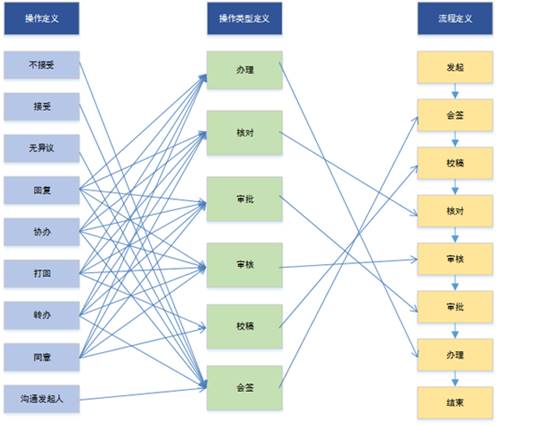 操作定义
不接受
接受
无异议
回复
协办
打回
转办
同意
沟通发起人
操作类型定义
办理
核对
审批
审核
校稿
会签
流程定义
发起
会签
校稿
核对
审核
审批
办理
结束